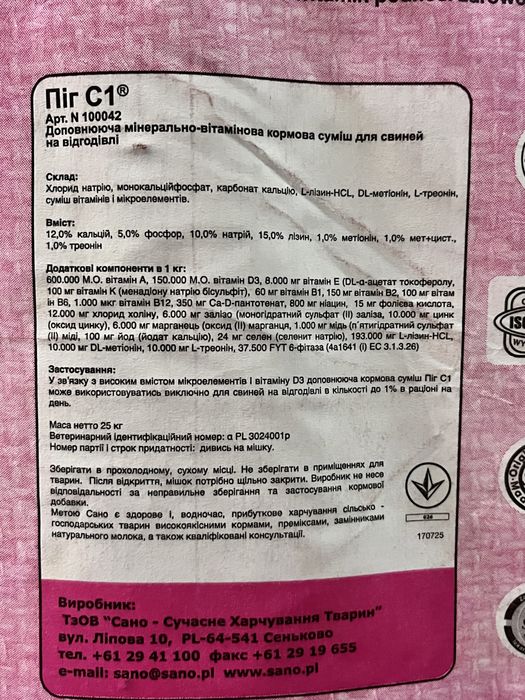 Піг С1®
Арт. N 100042
Доповнююча мінерально-вітамінова кормова суміш для свиней
на відгодівлі
Склад:
Хлорид натрію, монокальційфосфат, карбонат кальцію, L-лізин-HCL, DL-метіонін, L-треонін,
суміш вітамінів і мікроелементів.
Вміст:
12,0% кальцій, 5,0% фосфор, 10,0% натрій, 15,0% лізин, 1,0% метіонін, 1,0% мет+цист.,
1,0% треонін
Додаткові компоненти в 1 кг:
600.000 М.О. вітамін А, 150.000 М.О. вітамін D3, 8.000 мг вітамін Е (DL-α-ацетат токоферолу,
100 мг вітамін К (менадіону натрію бісульфіт), 60 мг вітамін В1, 150 мг вітамін В2, 100 мг вітам
ін В6, 1.000 мкг вітамін В12, 350 мг Са-D-пантотенат, 800 мг ніацин, 15 мг фолієва кислота,
12.000 мг хлорид холіну, 6.000 мг залізо (моногідратний сульфат (II) заліза, 10.000 мг цинк
(оксид цинку), 6.000 мг марганець (оксид (II) марганця, 1.000 мг мідь (п'ятигідратний сульфат
(II) міді, 100 мг йод (йодат кальцію), 24 мг селен (селенит натрію), 193.000 мг L-лізин-HCL,
10.000 мг DL-метіонін, 10.000 мг L-треонін, 37.500 FYT 6-фітаза (4a1641 (i) EC 3.1.3.26)
Застосування:
У зв'язку з високим вмістом мікроелементів і вітаміну D3 доповнююча кормова суміш Піг С1
може використовуватись виключно для свиней на відгодівлі в кількості до 1% в раціоні на
день.
Маса нетто 25 кг
Ветеринарний ідентифікаційний номер: α PL 3024001p
Номер партії і строк придатності: дивись на мішку.
Зберігати в прохолодному, сухому місці. Не зберігати в приміщеннях для
тварин. Після відкриття, мішок потрібно щільно закрити. Виробник не несе
відповідальності за неправильне зберігання та застосування кормової
добавки.
Метою Сано є здорове і, водночас, прибуткове харчування сільсько -
господарських тварин високоякісними кормами, преміксами, замінниками
натурального молока, а також кваліфіковані консультації.
024
170725
Виробник:
ТзОВ "Сано - Сучасне Харчування Тварин"
вул. Ліпова 10, PL-64-541 Сеньково
тел. +61 29 41 100 факс +61 29 19 655
e-mail: sano@sano.pl www.sano.pl
ISO